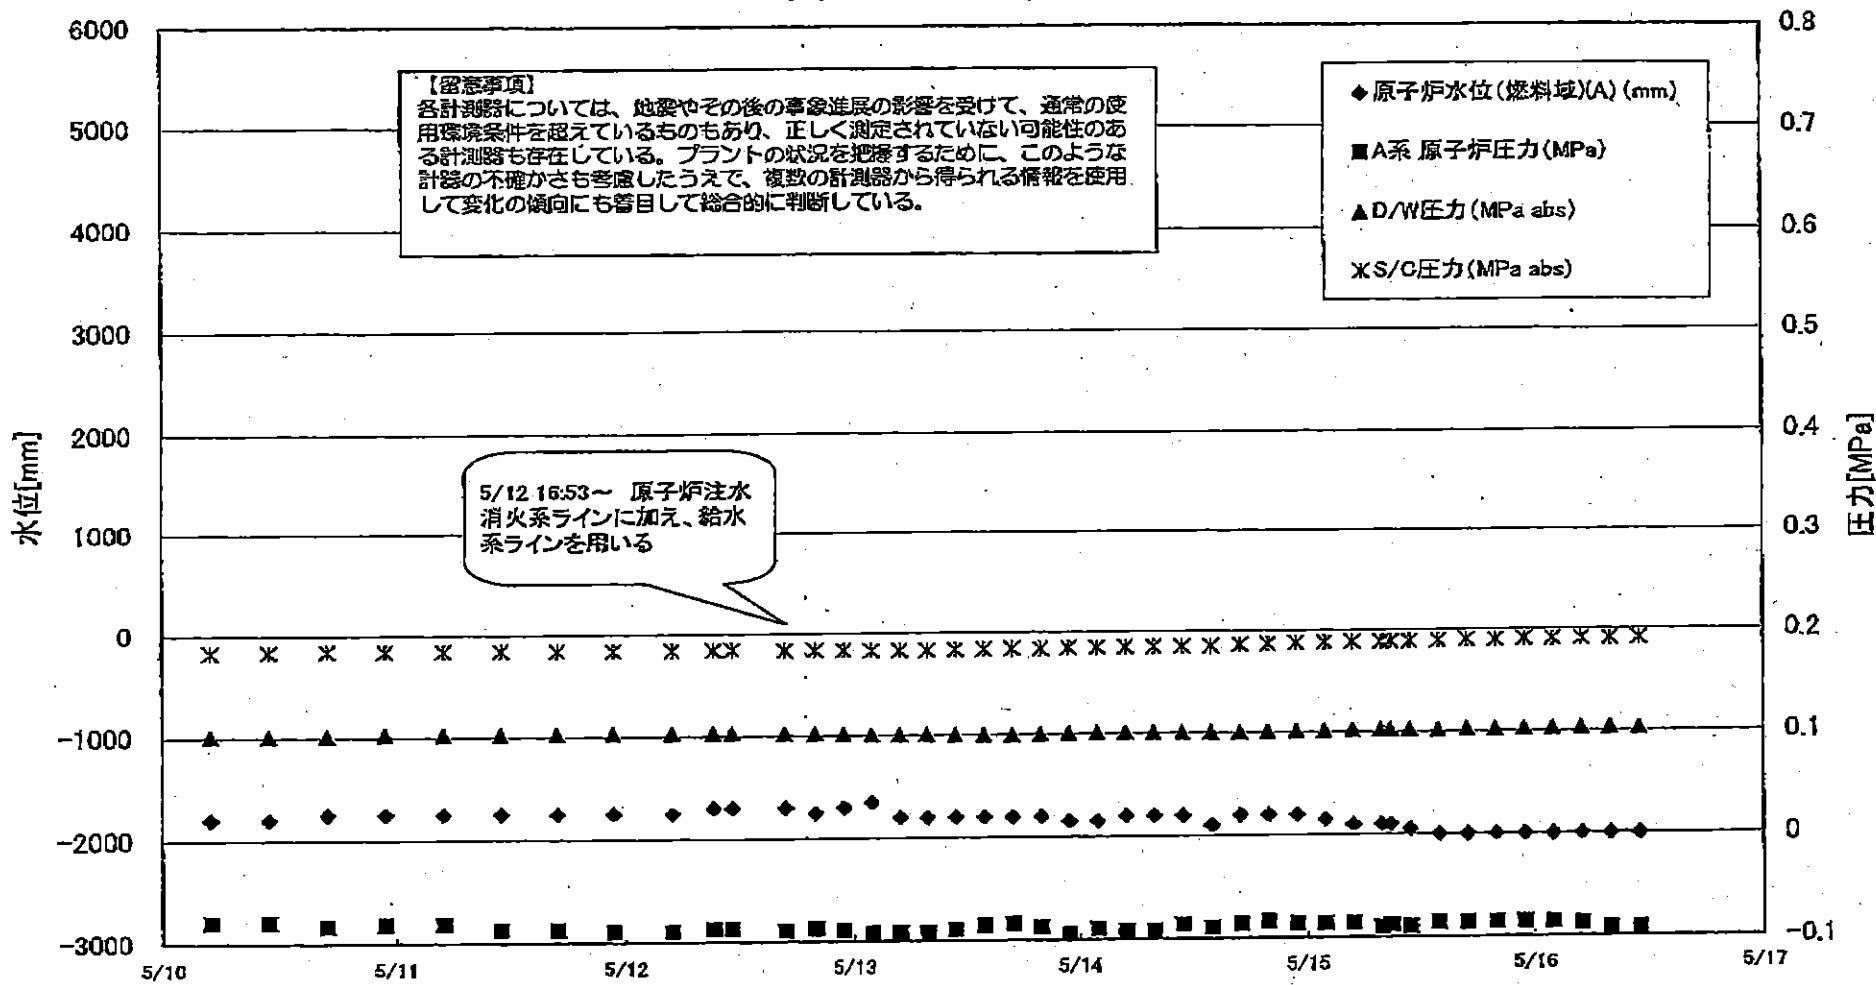 6000
5000
4000
3000
2000
1000
0
-1000
-2000
-3000
水位[mm]
【留意事項】
各計測器については、地震やその後の事象進展の影響を受けて、通常の使
用環境条件を超えているものもあり、正しく測定されていない可能性のあ
る計測器も存在している。プラントの状況を把握するために、このような
計器の不確かさも考慮したうえで、複数の計測器から得られる情報を使用
して変化の傾向にも着目して総合的に判断している。
◆原子炉水位(燃料域)(A) (mm)
■A系 原子炉圧力(MPa)
▲D/W圧力(MPa abs)
S/C圧力(MPa abs)
5/12 16:53～ 原子炉注水
消火系ラインに加え、給水
系ラインを用いる
0.8
0.7
0.6
0.5
0.4
0.3
0.2
0.1
0
-0.1
圧力[MPa]
5/10
5/11
5/12
5/13
5/14
5/15
5/16
5/17